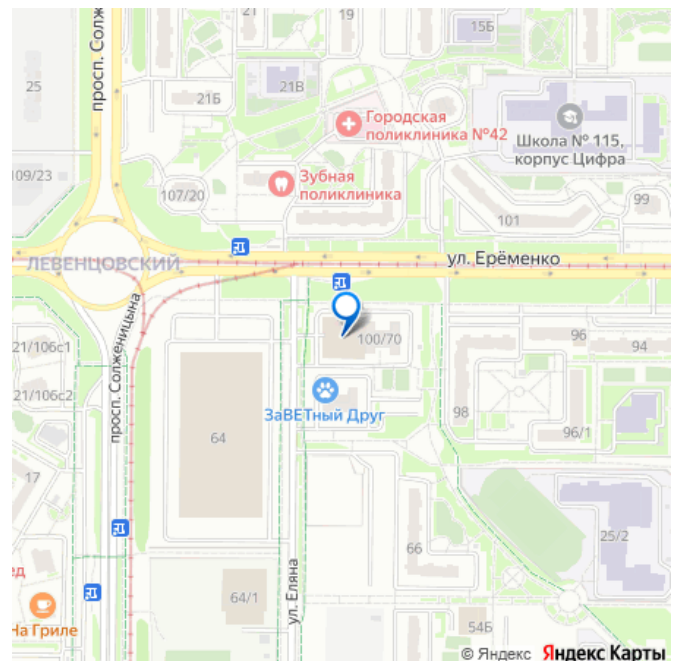 19
21
15Б
просп. Солже
25
21Б
21В
Городская
поликлиника №42
Школа № 115,
корпус Цифра
109/23
107/20
Зубная
поликлиника
99
101
ЛЕВЕНЦОВСКИЙ
ул. Ерёменко
21/106с1
21/106с2
просп. Солженицына
100/70
96
94
ЗаВЕТный Друг
98
96/1
64
17
66
25/2
ед
На Гриле
64/1
ул. Еляна
54Б
© Яндекс Яндекс Карты